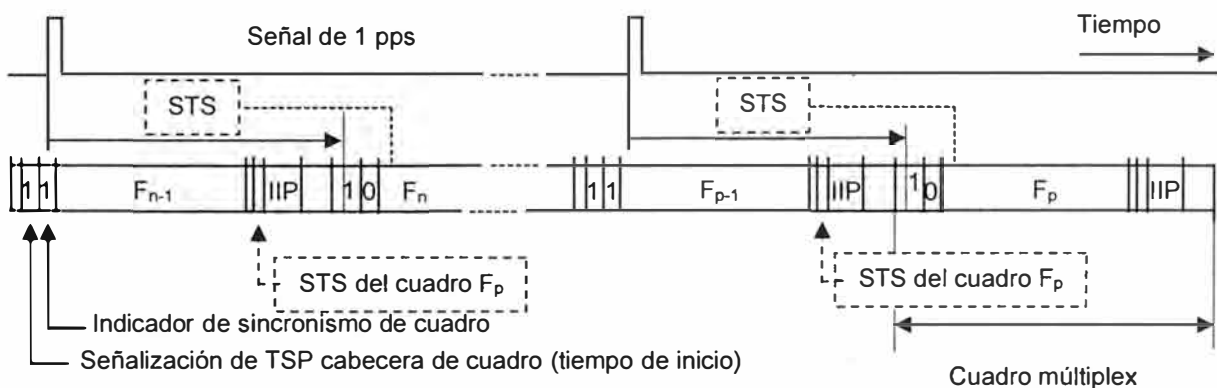 Señal de 1 pps
Tiempo
STS
STS
1 1 Fn-1 IIP 1 0 Fn
1 1 Fp-1 IIP 1 0 Fp IIP
STS del cuadro Fp
STS del cuadro Fp
Indicador de sincronismo de cuadro
Señalización de TSP cabecera de cuadro (tiempo de inicio)
Cuadro múltiplex